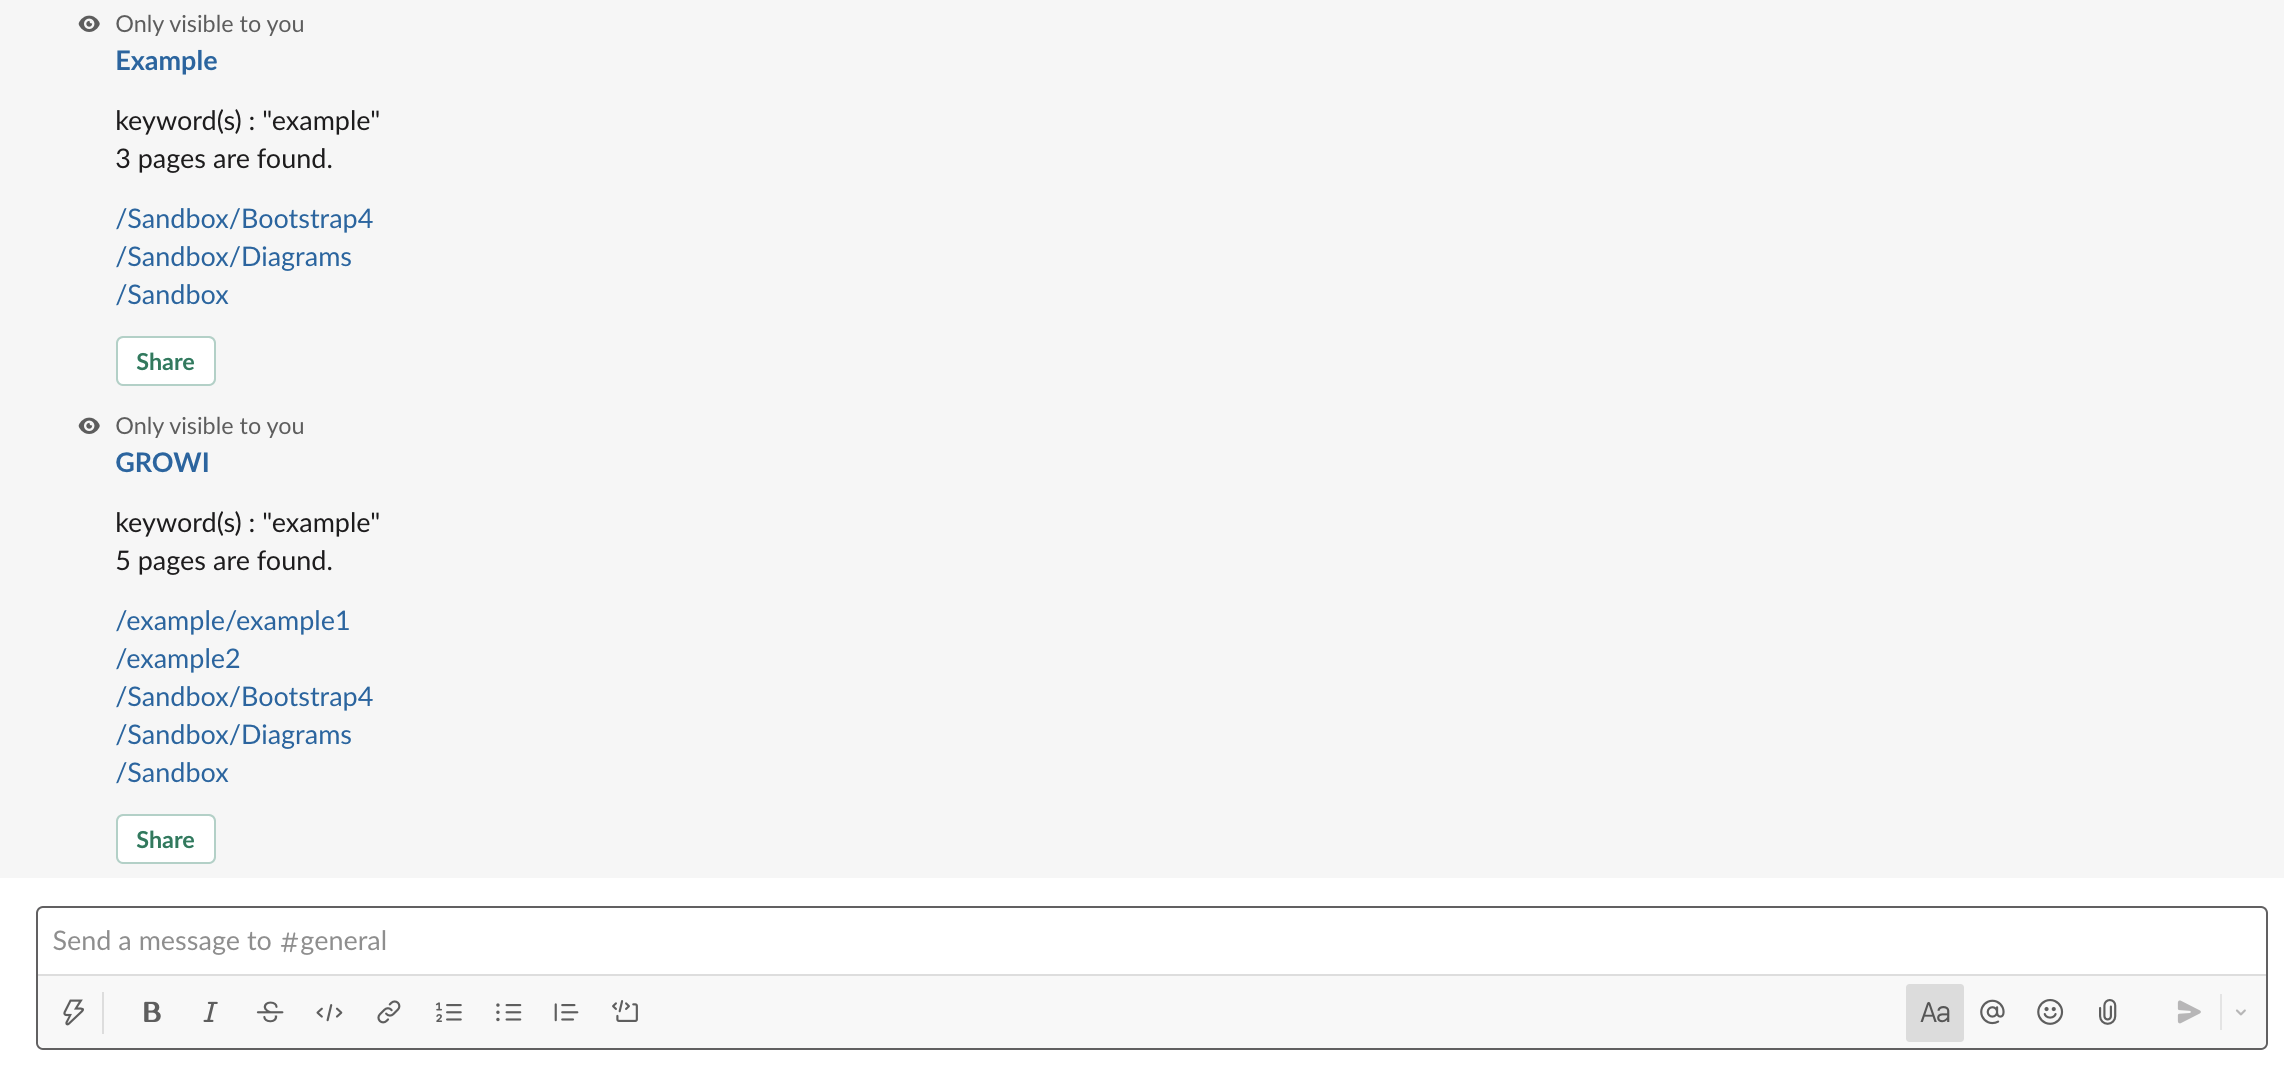 Only visible to you
Example
keyword(s) : "example"
3 pages are found.
/Sandbox/Bootstrap4
/Sandbox/Diagrams
/Sandbox
Share
Only visible to you
GROWI
keyword(s) : "example"
5 pages are found.
/example/example1
/example2
/Sandbox/Bootstrap4
/Sandbox/Diagrams
/Sandbox
Share
Send a message to #general
B I S </> Aa @